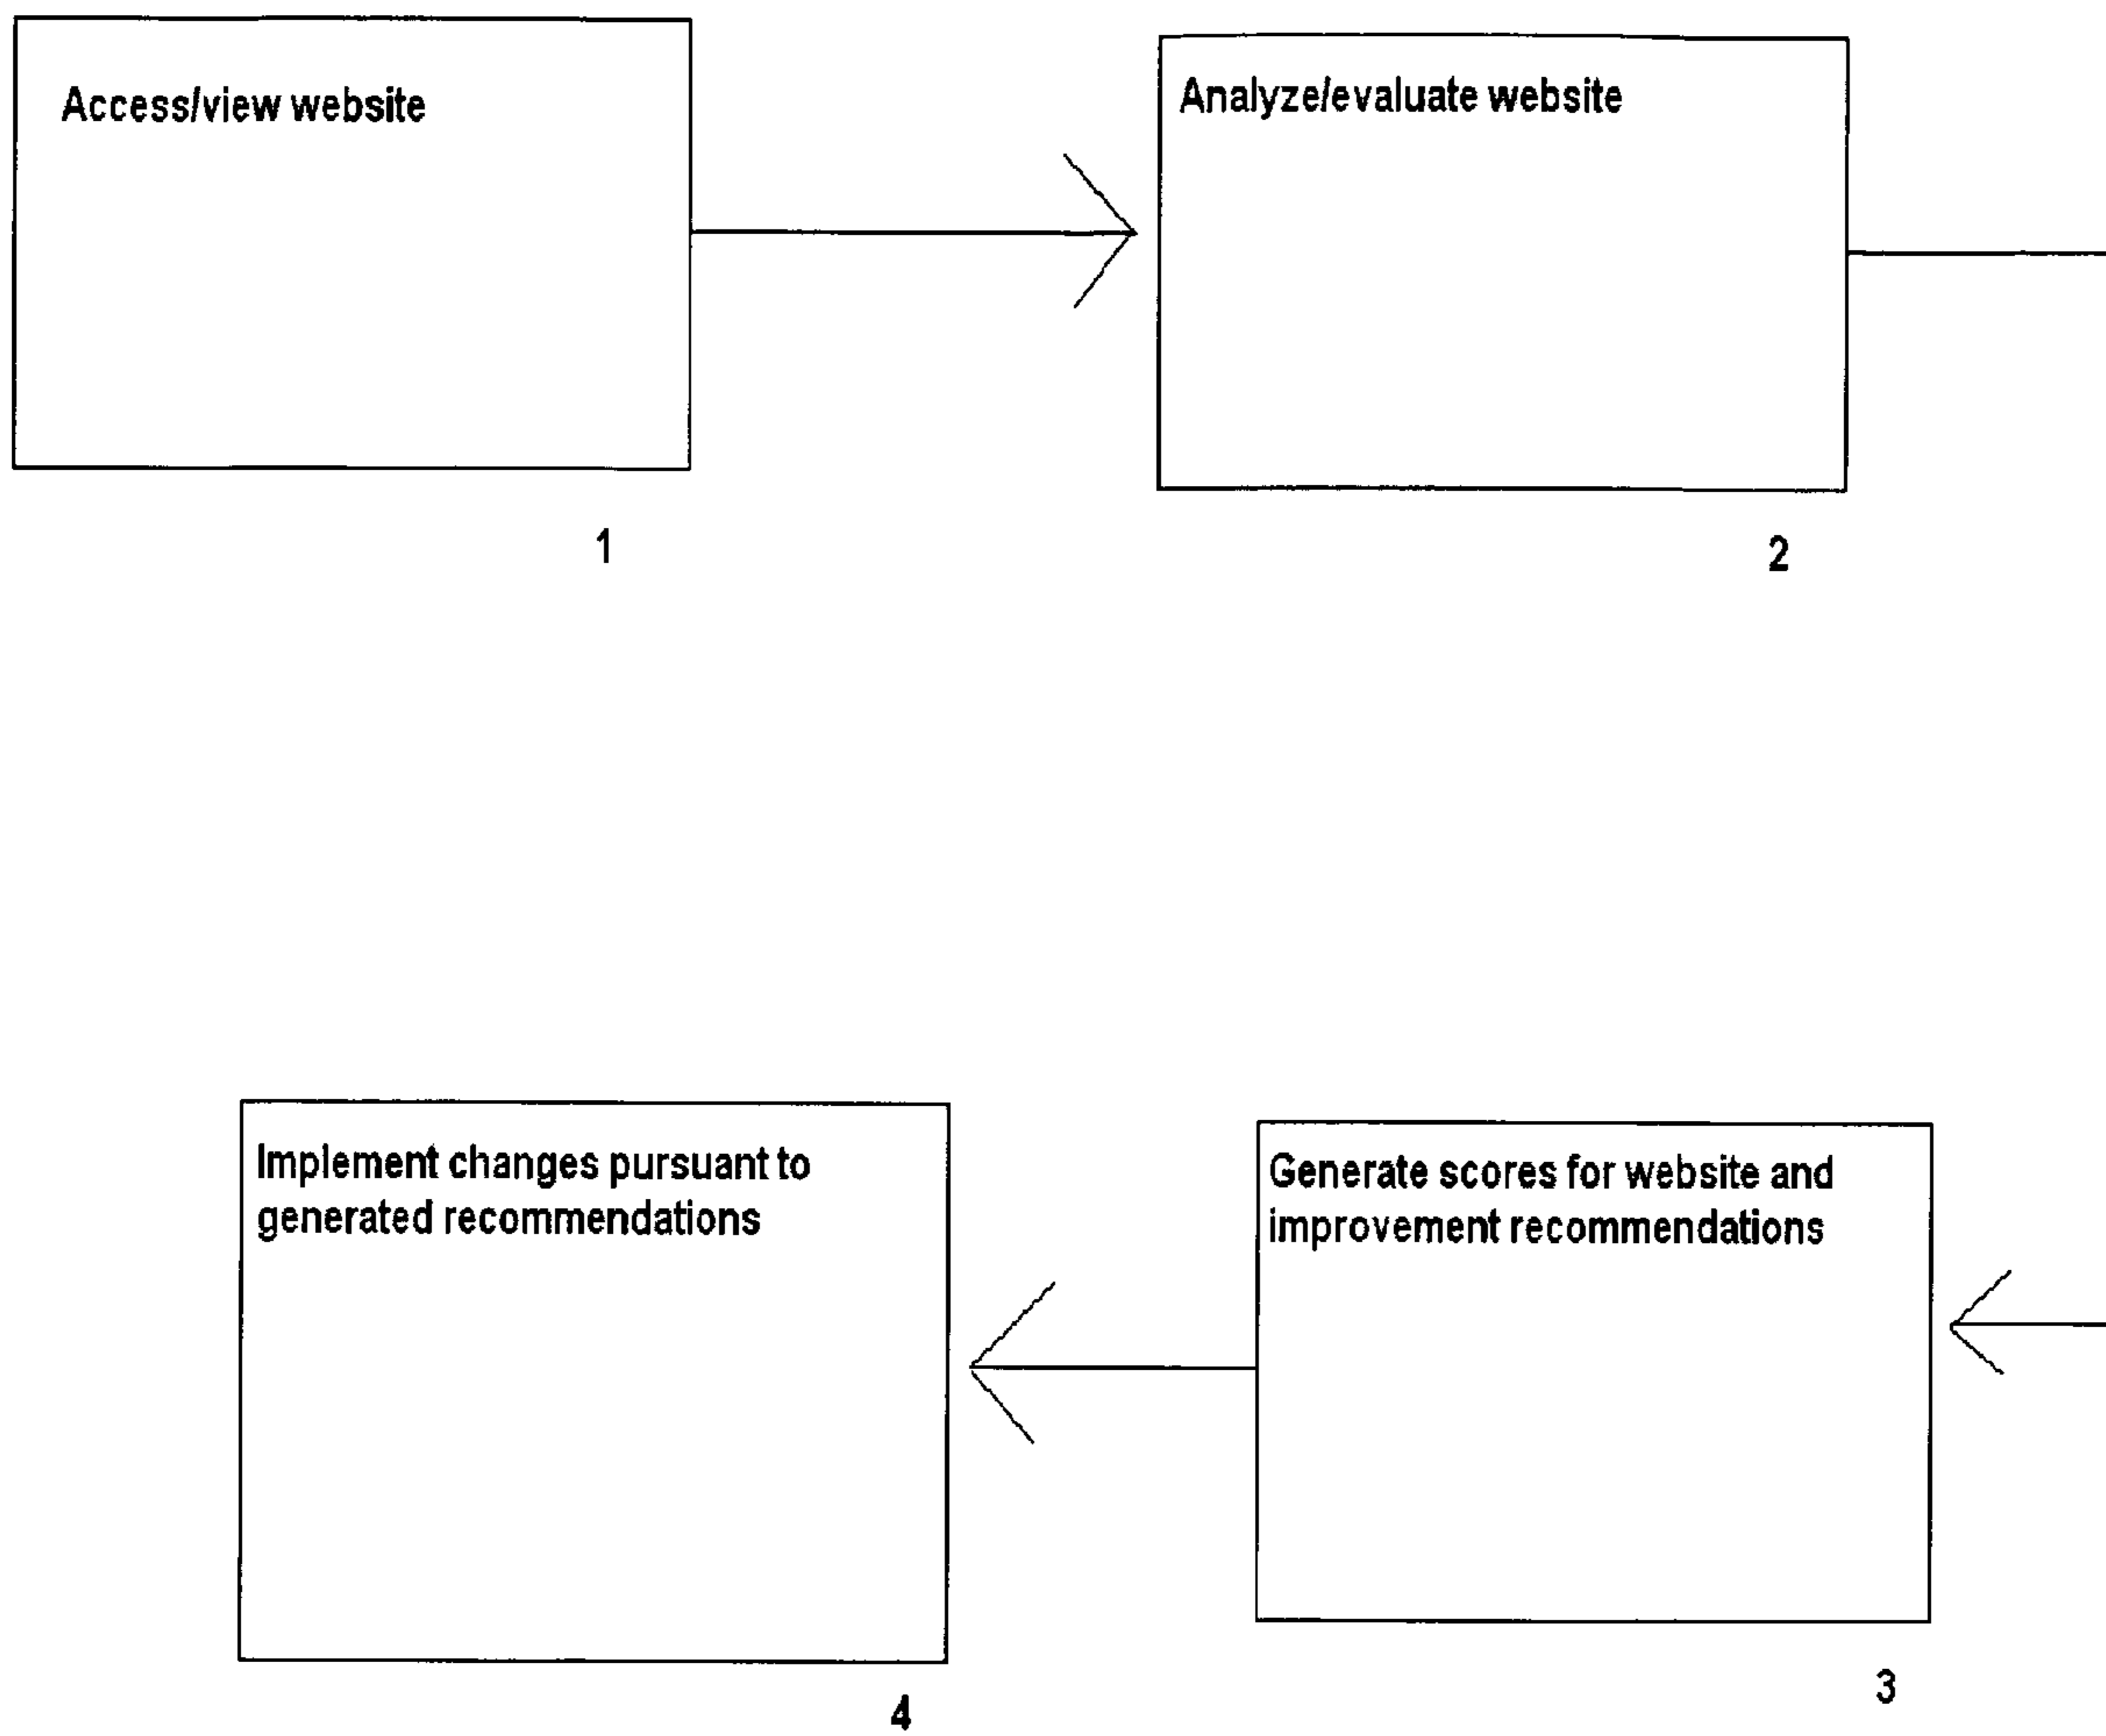 Access/view website
1
Analyze/evaluate website
2
Generate scores for website and
improvement recommendations
3
Implement changes pursuant to
generated recommendations
4